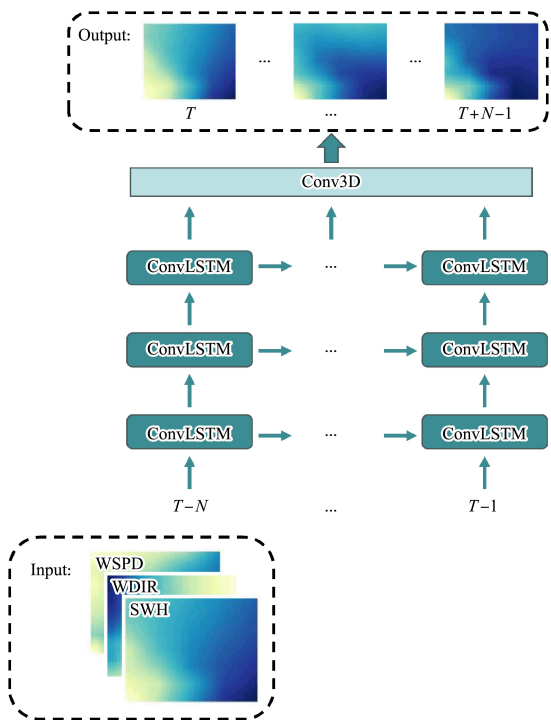 Output:
... ...
T ... T+N−1
Conv3D
ConvLSTM ... ConvLSTM
ConvLSTM ... ConvLSTM
ConvLSTM ... ConvLSTM
T−N ... T−1
Input:
WSPD
WDIR
SWH